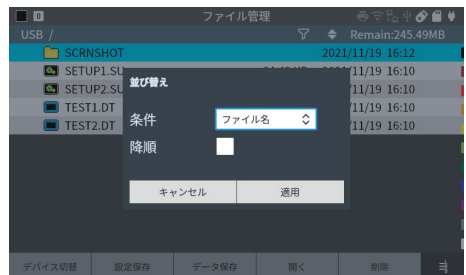 ファイル管理
USB / Remain:245.49MB
SCRNSHOT 2021/11/19 16:12
SETUP1.SU /11/19 16:10
SETUP2.SU /11/19 16:10
TEST1.DT /11/19 16:10
TEST2.DT /11/19 16:10
並び替え
条件 ファイル名
降順
キャンセル 適用
デバイス切替 設定保存 データ保存 開く 削除